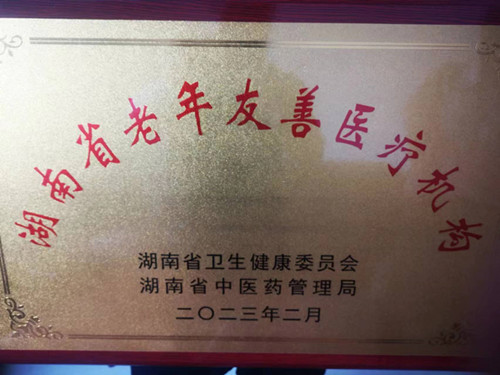 湖南省老年友善医疗机构
湖南省卫生健康委员会
湖南省中医药管理局
二〇二三年二月